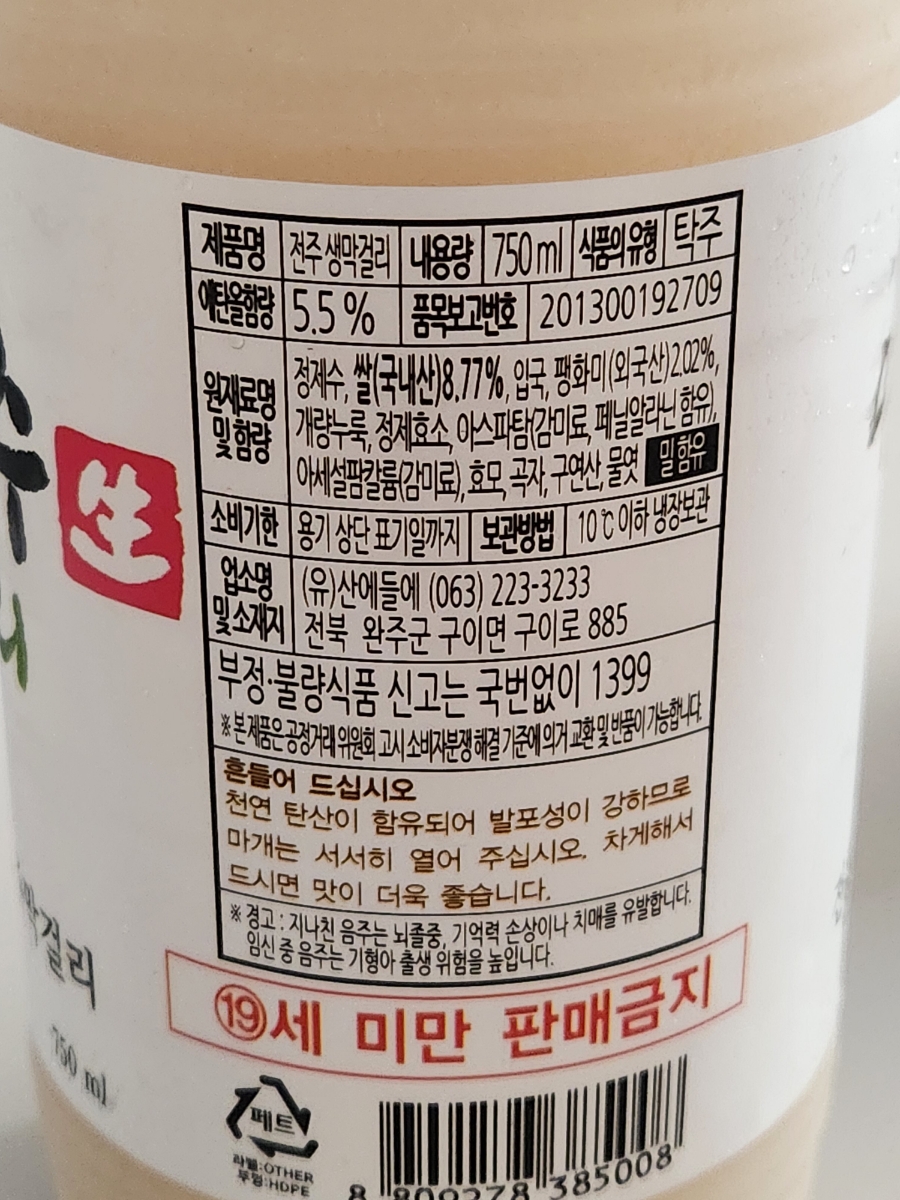 제품명 전주 생막걸리 내용량 750ml 식품의 유형 탁주
에탄올함량 5.5% 품목보고번호 201300192709
원재료명 및 함량
정제수, 쌀(국내산)8.77%, 입국, 팽화미(외국산)2.02%,
개량누룩, 정제효소, 아스파탐(감미료, 페닐알라닌 함유),
아세설팜칼륨(감미료), 효모, 곡자, 구연산, 물엿 밀 함유
소비기한 용기 상단 표기일까지 보관방법 10℃ 이하 냉장보관
업소명 및 소재지
(유)산에들에 (063) 223-3233
전북 완주군 구이면 구이로 885
부정·불량식품 신고는 국번없이 1399
※ 본 제품은 공정거래 위원회 고시 소비자분쟁 해결 기준에 의거 교환 및 반품이 가능합니다.
흔들어 드십시오
천연 탄산이 함유되어 발포성이 강하므로
마개는 서서히 열어 주십시오. 차게해서
드시면 맛이 더욱 좋습니다.
※ 경고 : 지나친 음주는 뇌졸중, 기억력 손상이나 치매를 유발합니다.
임신 중 음주는 기형아 출생 위험을 높입니다.
⑲세 미만 판매금지
生
막걸리
750 ml
페트
라벨:OTHER
뚜껑:HDPE
8 809278 385008